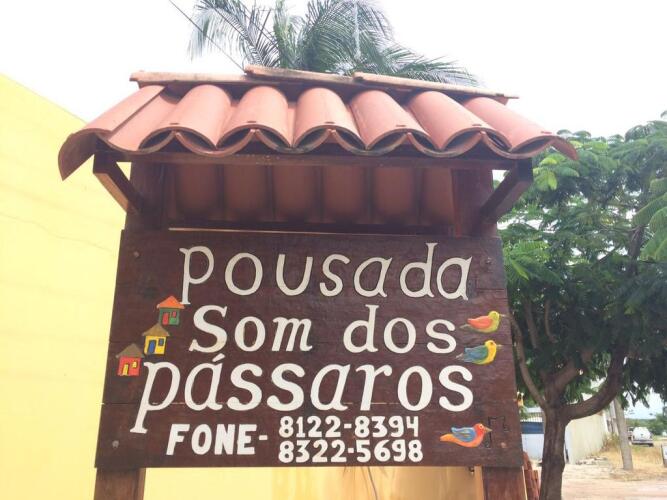 Pousada
Som dos
pássaros
FONE- 8122-8394
8322-5698